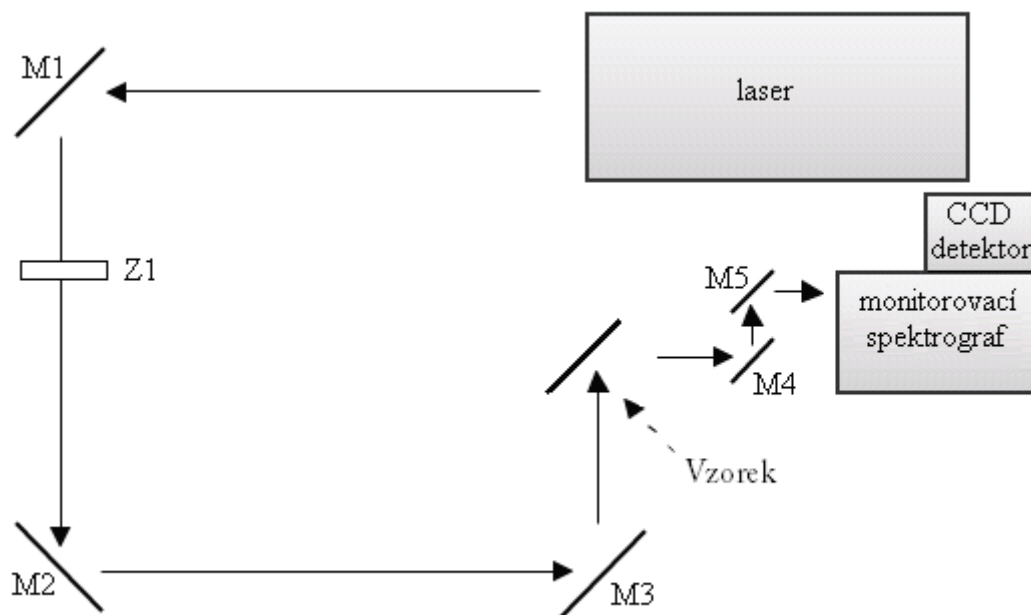 M1
laser
CCD
detektor
Z1
M5
monitorovací
spektrograf
M4
Vzorek
M2
M3